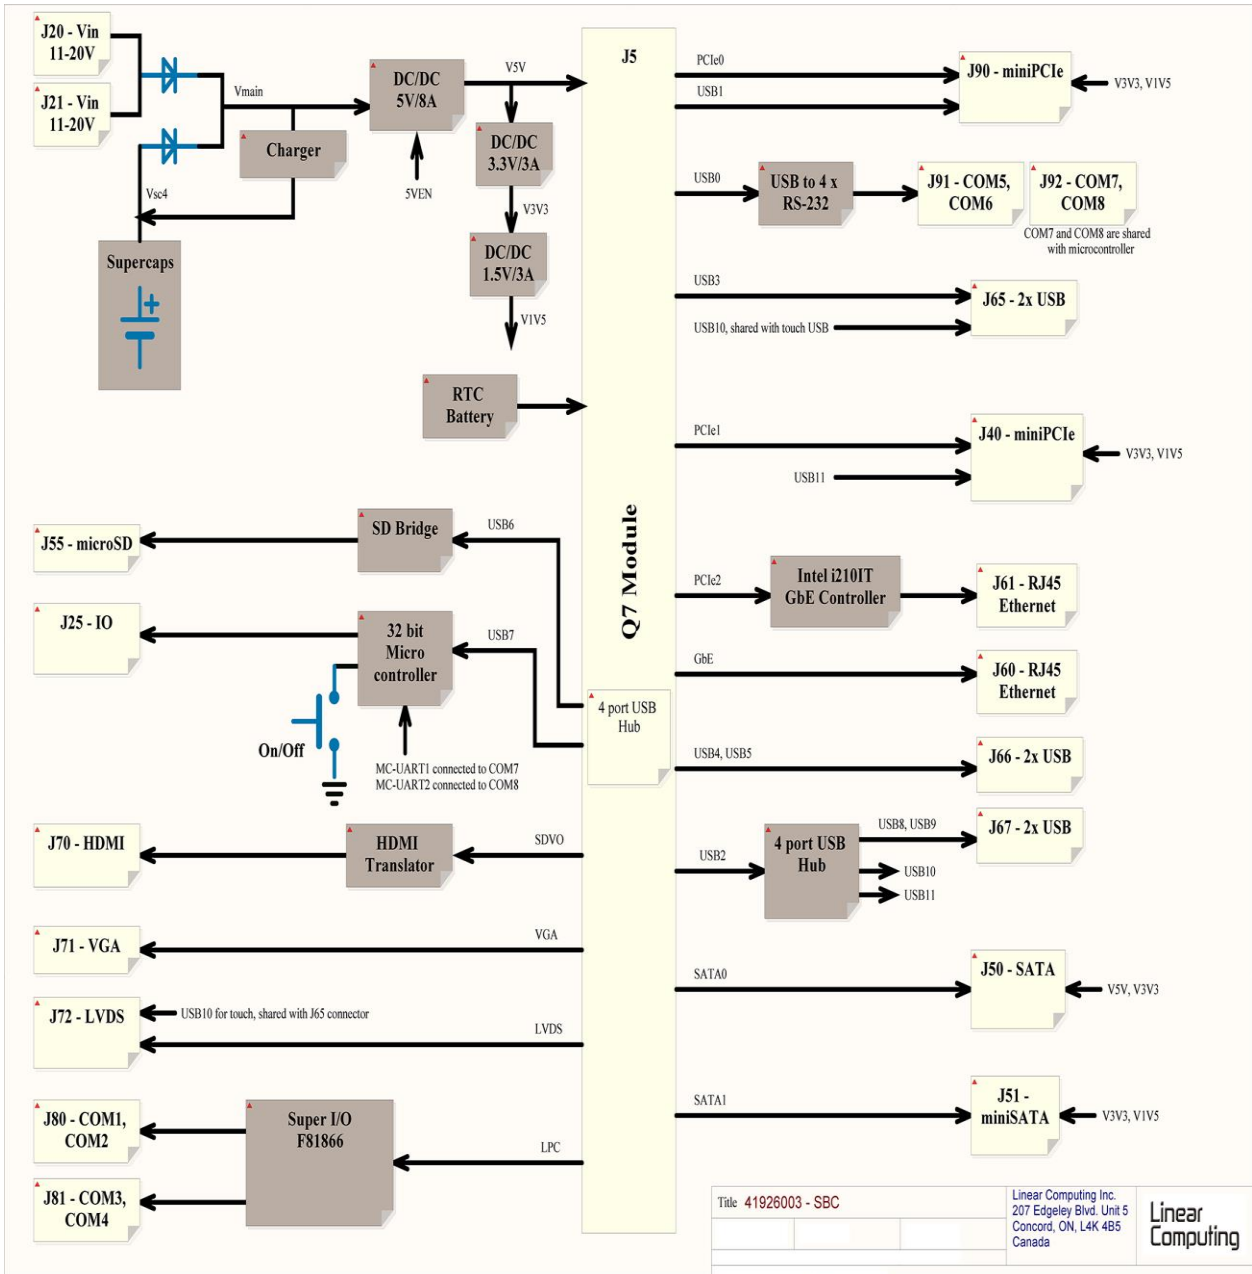 J20 - Vin
11-20V
J21 - Vin
11-20V
Vmain
Charger
Vsc4
Supercaps
DC/DC
5V/8A
5VEN
V5V
DC/DC
3.3V/3A
V3V3
DC/DC
1.5V/3A
V1V5
RTC
Battery
J55 - microSD
SD Bridge
USB6
J25 - IO
32 bit
Micro
controller
USB7
On/Off
MC-UART1 connected to COM7
MC-UART2 connected to COM8
J70 - HDMI
HDMI
Translator
SDVO
J71 - VGA
VGA
J72 - LVDS
USB10 for touch, shared with J65 connector
LVDS
J80 - COM1,
COM2
J81 - COM3,
COM4
Super I/O
F81866
LPC
J5
Q7 Module
4 port USB
Hub
PCIe0
USB1
J90 - miniPCIe
V3V3, V1V5
USB0
USB to 4 x
RS-232
J91 - COM5,
COM6
J92 - COM7,
COM8
COM7 and COM8 are shared
with microcontroller
USB3
USB10, shared with touch USB
J65 - 2x USB
PCIe1
USB11
J40 - miniPCIe
V3V3, V1V5
PCIe2
Intel i210IT
GbE Controller
J61 - RJ45
Ethernet
GbE
J60 - RJ45
Ethernet
USB4, USB5
J66 - 2x USB
USB2
4 port USB
Hub
USB8, USB9
USB10
USB11
J67 - 2x USB
SATA0
J50 - SATA
V5V, V3V3
SATA1
J51 -
miniSATA
V3V3, V1V5
Title 41926003 - SBC
Linear Computing Inc.
207 Edgeley Blvd. Unit 5
Concord, ON, L4K 4B5
Canada
Linear
Computing